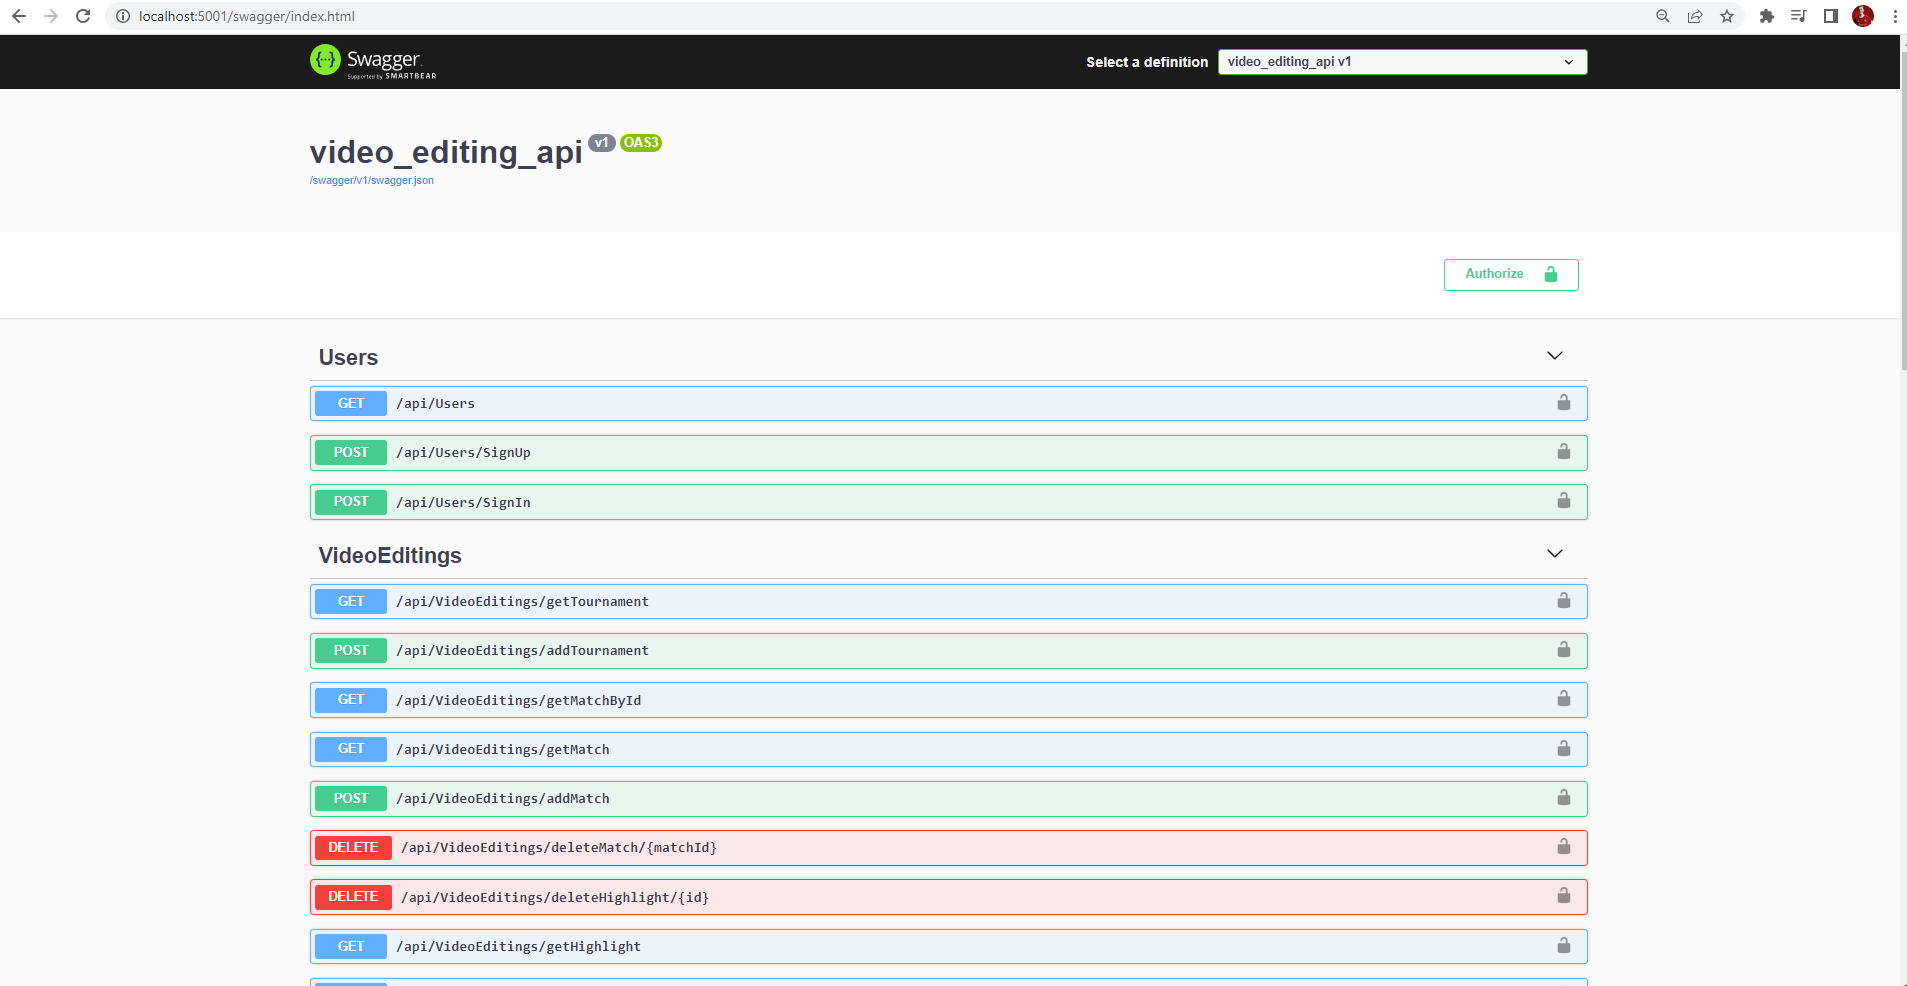 localhost:5001/swagger/index.html
Swagger
Supported by SMARTBEAR
Select a definition
video_editing_api v1
video_editing_api v1 OAS3
/swagger/v1/swagger.json
Authorize
Users
GET /api/Users
POST /api/Users/SignUp
POST /api/Users/SignIn
VideoEditings
GET /api/VideoEditings/getTournament
POST /api/VideoEditings/addTournament
GET /api/VideoEditings/getMatchById
GET /api/VideoEditings/getMatch
POST /api/VideoEditings/addMatch
DELETE /api/VideoEditings/deleteMatch/{matchId}
DELETE /api/VideoEditings/deleteHighlight/{id}
GET /api/VideoEditings/getHighlight